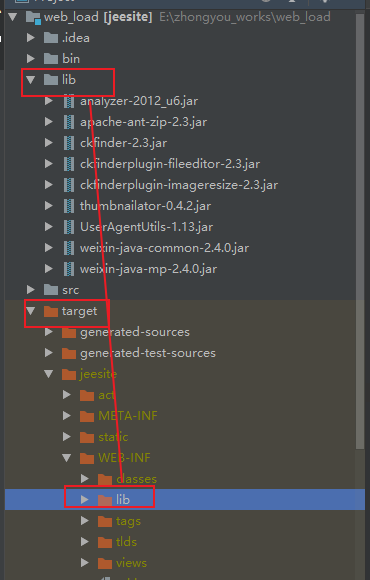 web_load [jeesite] E:\zhongyou_works\web_load
.idea
bin
lib
analyzer-2012_u6.jar
apache-ant-zip-2.3.jar
ckfinder-2.3.jar
ckfinderplugin-fileeditor-2.3.jar
ckfinderplugin-imageresize-2.3.jar
thumbnailator-0.4.2.jar
UserAgentUtils-1.13.jar
weixin-java-common-2.4.0.jar
weixin-java-mp-2.4.0.jar
src
target
generated-sources
generated-test-sources
jeesite
act
META-INF
static
WEB-INF
classes
lib
tags
tlds
views